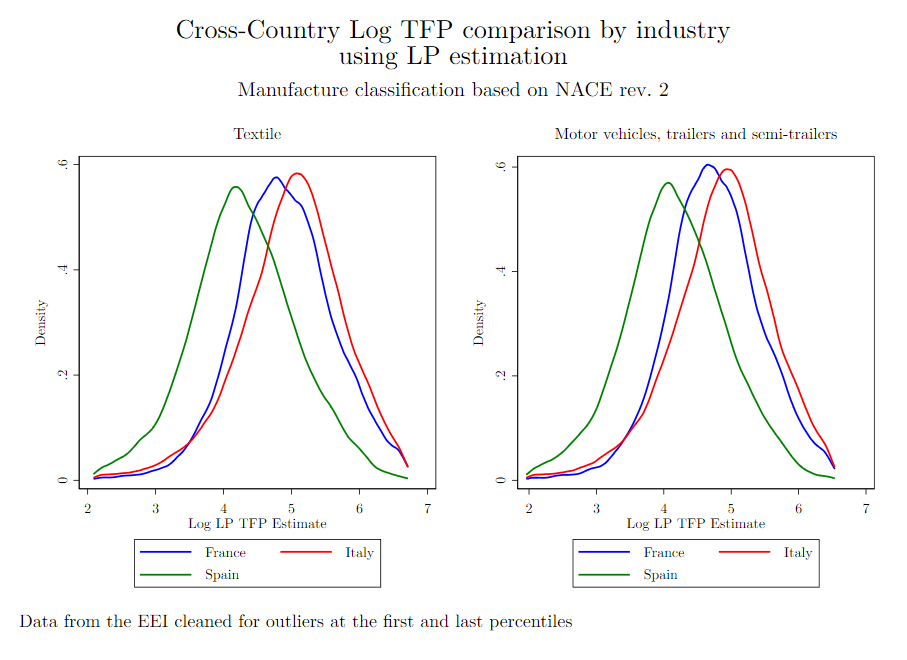 Cross-Country Log TFP comparison by industry
using LP estimation
Manufacture classification based on NACE rev. 2
Textile
.6
.4
.2
0
Density
2 3 4 5 6 7
Log LP TFP Estimate
France Italy
Spain
Motor vehicles, trailers and semi-trailers
.6
.4
.2
0
Density
2 3 4 5 6 7
Log LP TFP Estimate
France Italy
Spain
Data from the EEI cleaned for outliers at the first and last percentiles